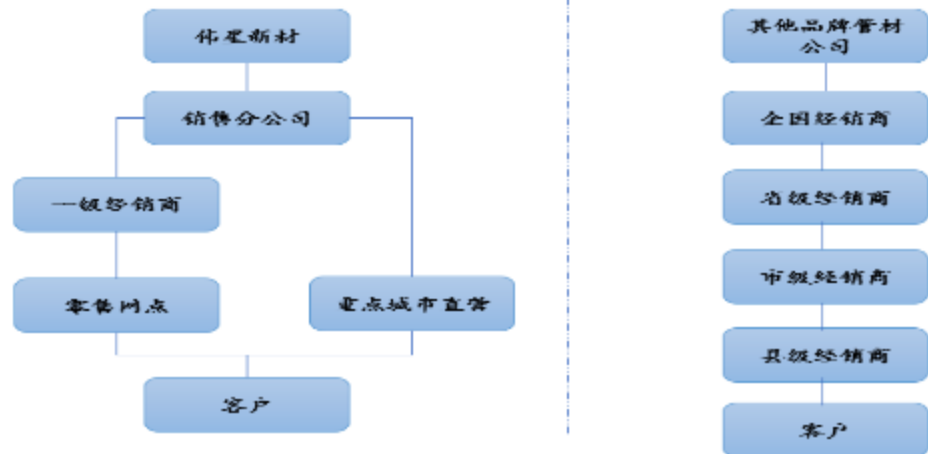 伟星新材
销售分公司
一级经销商
零售网点
重点城市直营
客户
其他品牌管材
公司
全国经销商
省级经销商
市级经销商
县级经销商
客户